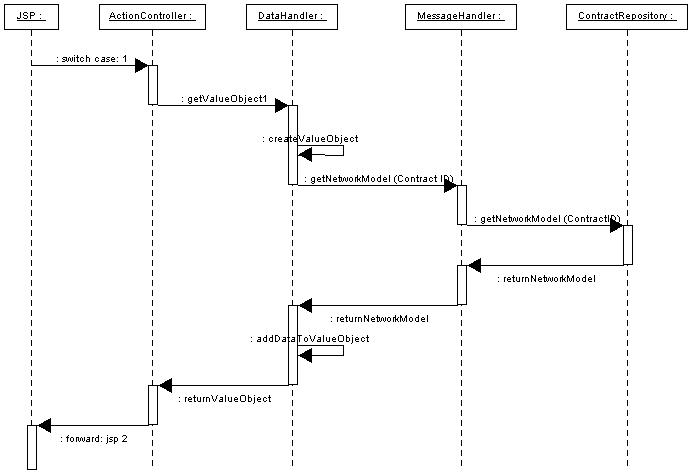 JSP :
ActionController :
DataHandler :
MessageHandler :
ContractRepository :
: switch case: 1
: getValueObject1
: createValueObject
: getNetworkModel (Contract ID)
: getNetworkModel (ContractID)
: returnNetworkModel
: returnNetworkModel
: addDataToValueObject
: returnValueObject
: forward: jsp 2